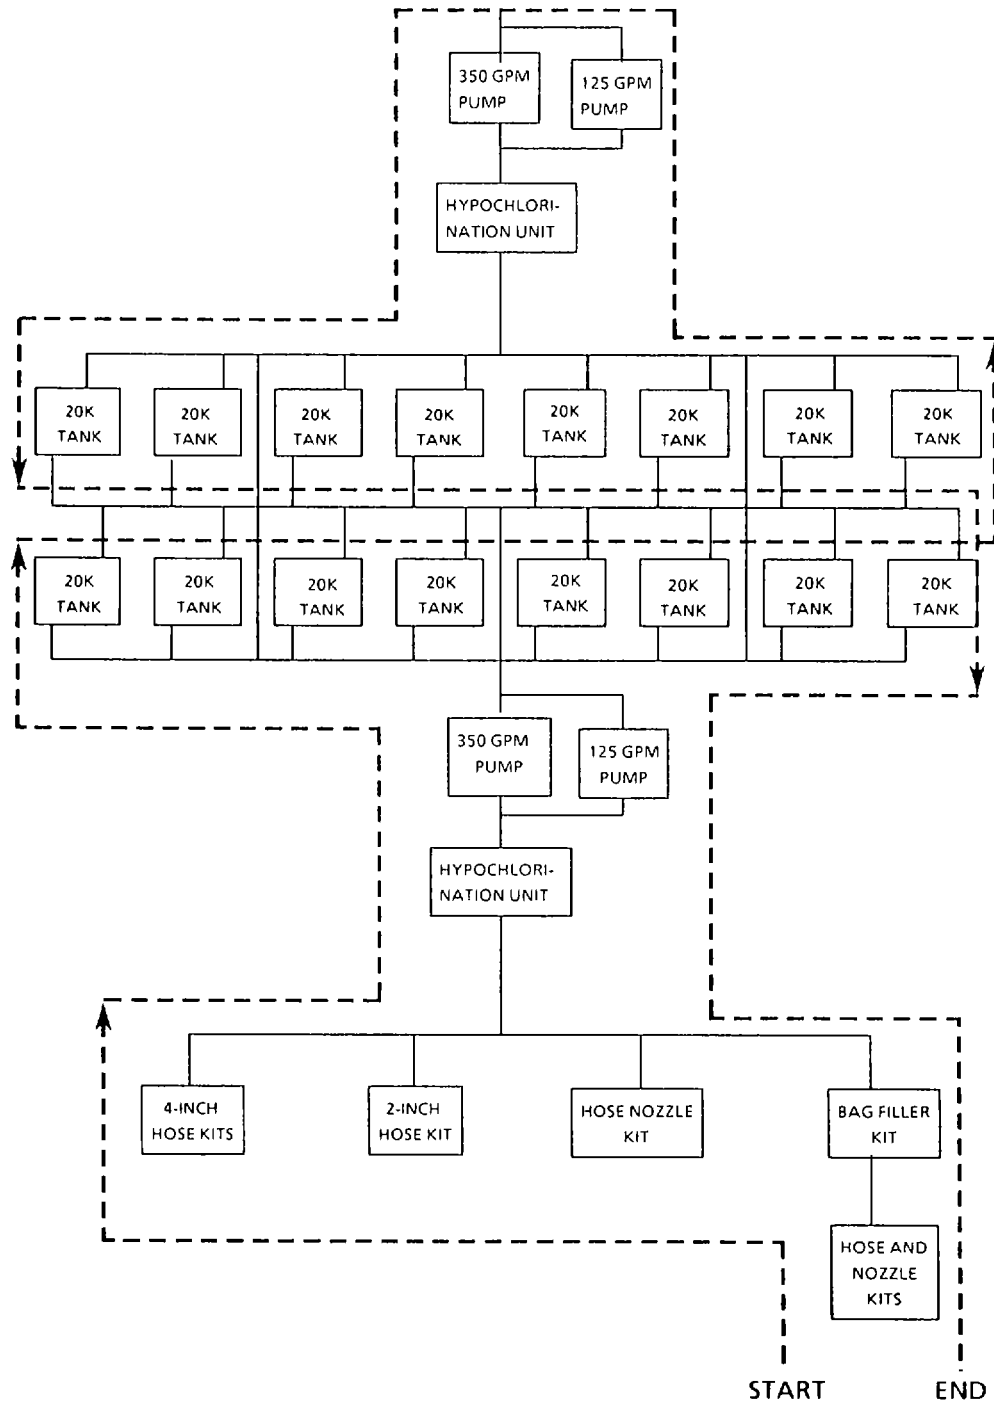 350 GPM
PUMP
125 GPM
PUMP
HYPOCHLORI-
NATION UNIT
20K
TANK
20K
TANK
20K
TANK
20K
TANK
20K
TANK
20K
TANK
20K
TANK
20K
TANK
20K
TANK
20K
TANK
20K
TANK
20K
TANK
20K
TANK
20K
TANK
20K
TANK
20K
TANK
350 GPM
PUMP
125 GPM
PUMP
HYPOCHLORI-
NATION UNIT
4-INCH
HOSE KITS
2-INCH
HOSE KIT
HOSE NOZZLE
KIT
BAG FILLER
KIT
HOSE AND
NOZZLE
KITS
START
END